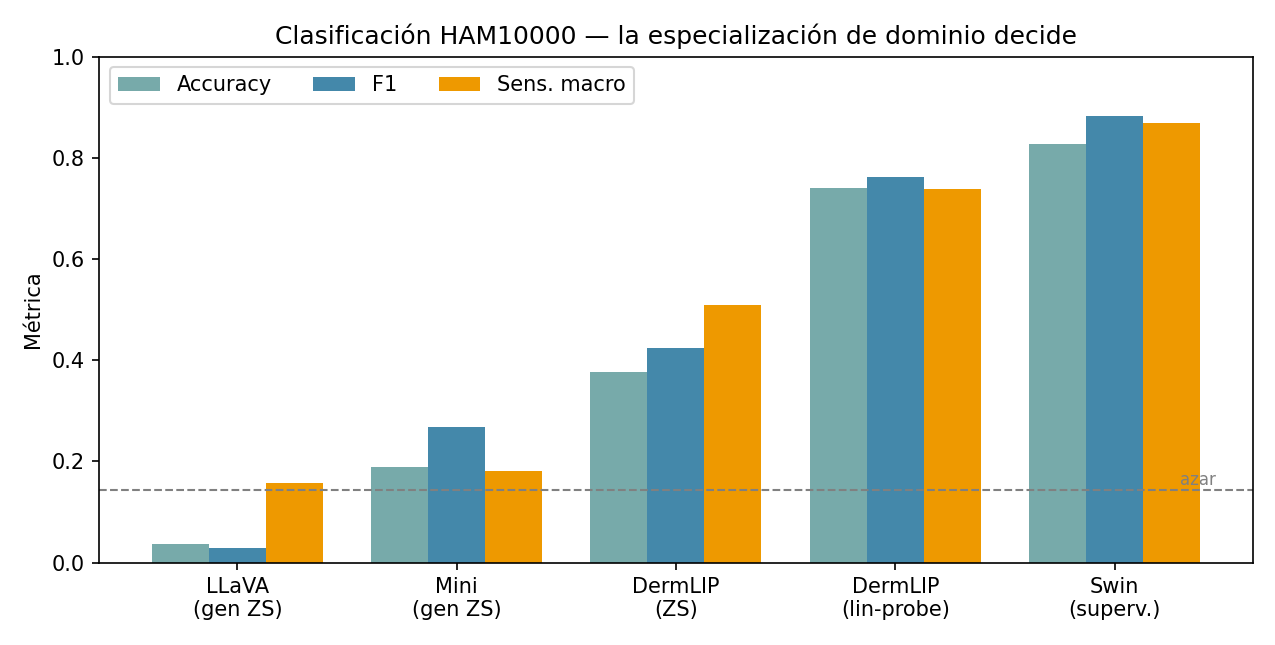 Clasificación HAM10000 — la especialización de dominio decide
Accuracy F1 Sens. macro
Métrica
1.0
0.8
0.6
0.4
0.2
0.0
azar
LLaVA
(gen ZS)
Mini
(gen ZS)
DermLIP
(ZS)
DermLIP
(lin-probe)
Swin
(superv.)